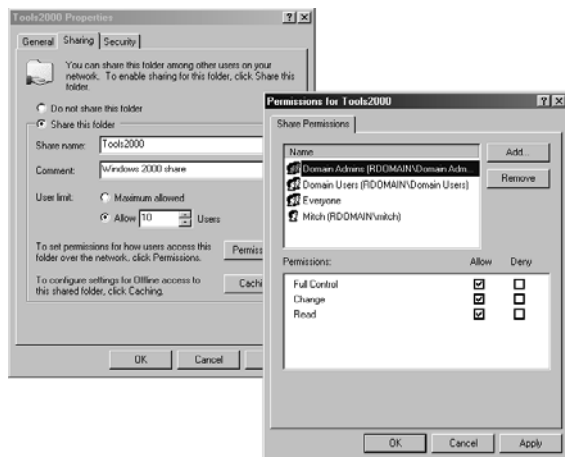 Tools2000 Properties
General Sharing Security
You can share this folder among other users on your
network. To enable sharing for this folder, click Share this
folder.
Do not share this folder
Share this folder
Share name: Tools2000
Comment: Windows 2000 share
User limit: Maximum allowed
Allow 10 Users
To set permissions for how users access this
folder over the network, click Permissions.
Permiss
To configure settings for Offline access to
this shared folder, click Caching.
Cachi
OK Cancel
Permissions for Tools2000
Share Permissions
Name
Domain Admins (RDOMAIN\Domain Adm...
Domain Users (RDOMAIN\Domain Users)
Everyone
Mitch (RDOMAIN\mitch)
Add...
Remove
Permissions: Allow Deny
Full Control
Change
Read
OK Cancel Apply